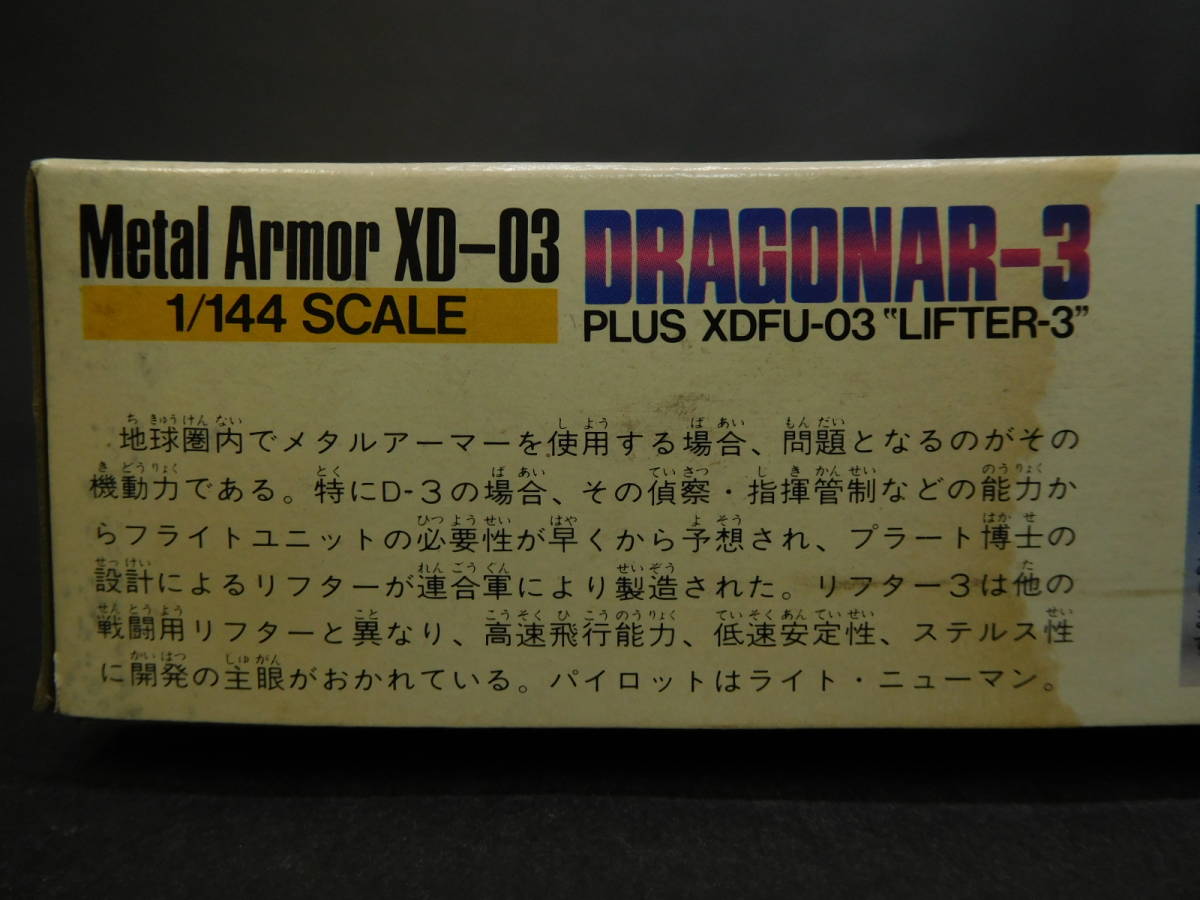 Metal Armor XD-03
1/144 SCALE
DRAGONAR-3
PLUS XDFU-03 “LIFTER-3”
地球圏内でメタルアーマーを使用する場合、問題となるのがその
機動力である。特にD-3の場合、その偵察・指揮管制などの能力か
らフライトユニットの必要性が早くから予想され、プラート博士の
設計によるリフターが連合軍により製造された。リフター3は他の
戦闘用リフターと異なり、高速飛行能力、低速安定性、ステルス性
に開発の主眼がおかれている。パイロットはライト・ニューマン。